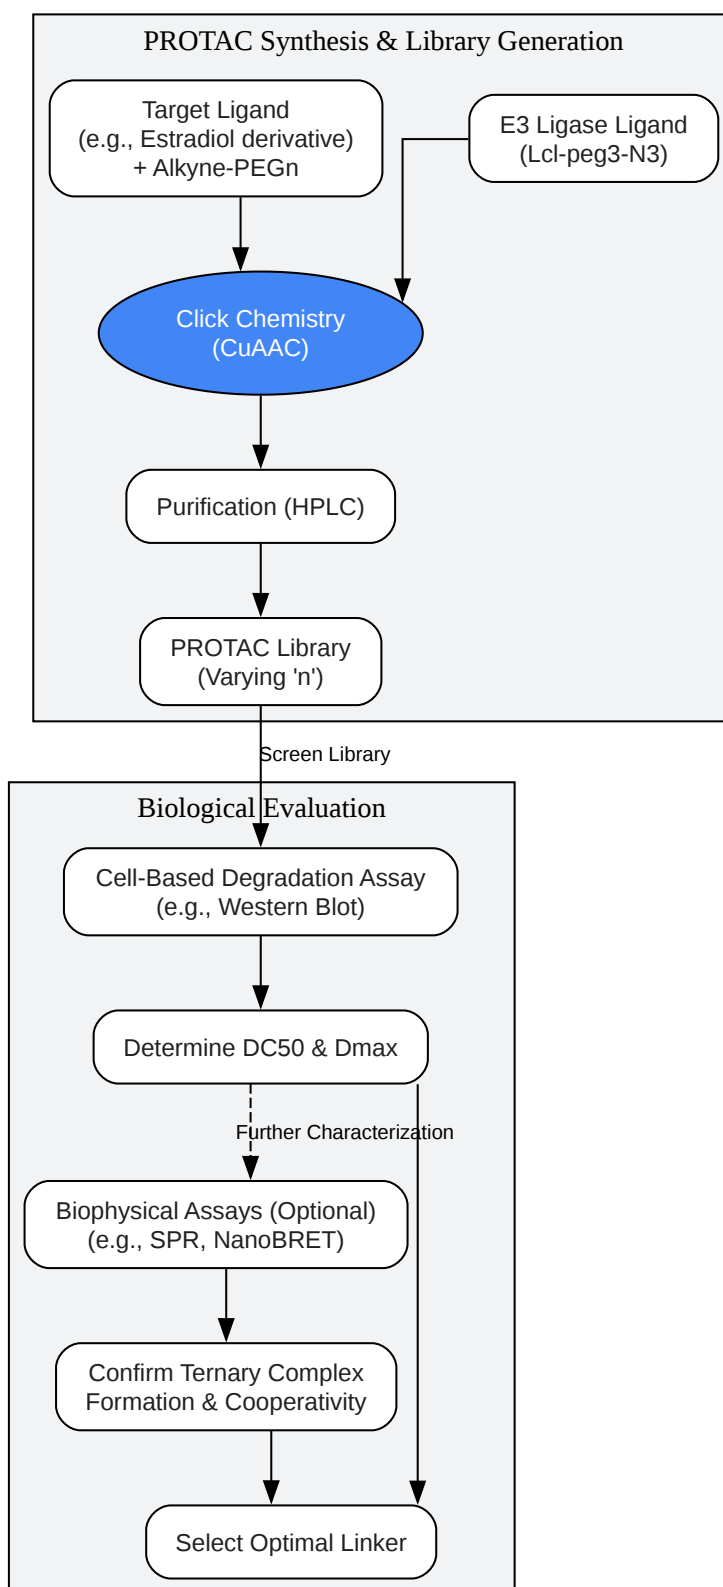 PROTAC Synthesis & Library Generation
Target Ligand
(e.g., Estradiol derivative)
+ Alkyne-PEGn
E3 Ligase Ligand
(Lcl-peg3-N3)
Click Chemistry
(CuAAC)
Purification (HPLC)
PROTAC Library
(Varying 'n')
Screen Library
Biological Evaluation
Cell-Based Degradation Assay
(e.g., Western Blot)
Determine DC50 & Dmax
Further Characterization
Biophysical Assays (Optional)
(e.g., SPR, NanoBRET)
Confirm Ternary Complex
Formation & Cooperativity
Select Optimal Linker